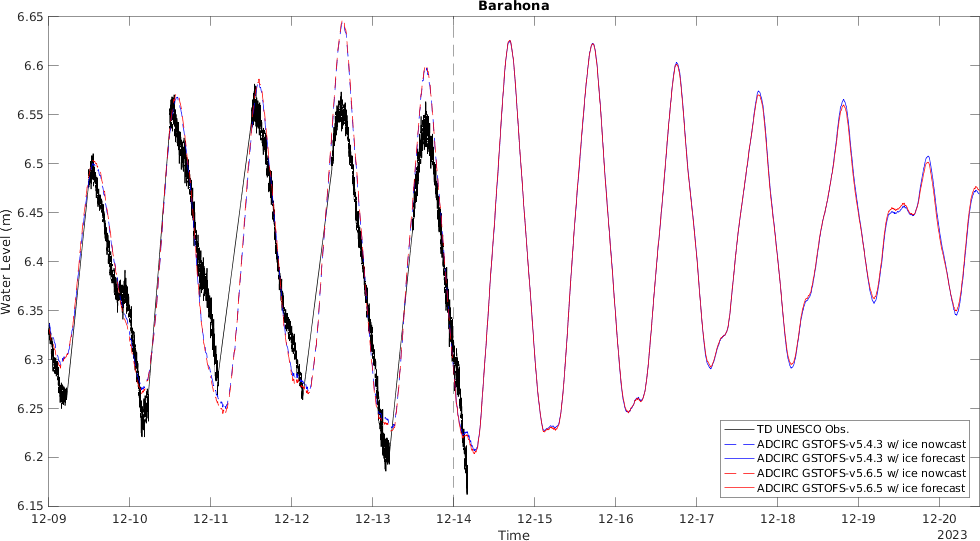 Barahona
Water Level (m)
6.65
6.6
6.55
6.5
6.45
6.4
6.35
6.3
6.25
6.2
6.15
TD UNESCO Obs.
ADCIRC GSTOFS-v5.4.3 w/ ice nowcast
ADCIRC GSTOFS-v5.4.3 w/ ice forecast
ADCIRC GSTOFS-v5.6.5 w/ ice nowcast
ADCIRC GSTOFS-v5.6.5 w/ ice forecast
12-09 12-10 12-11 12-12 12-13 12-14 12-15 12-16 12-17 12-18 12-19 12-20
Time
2023